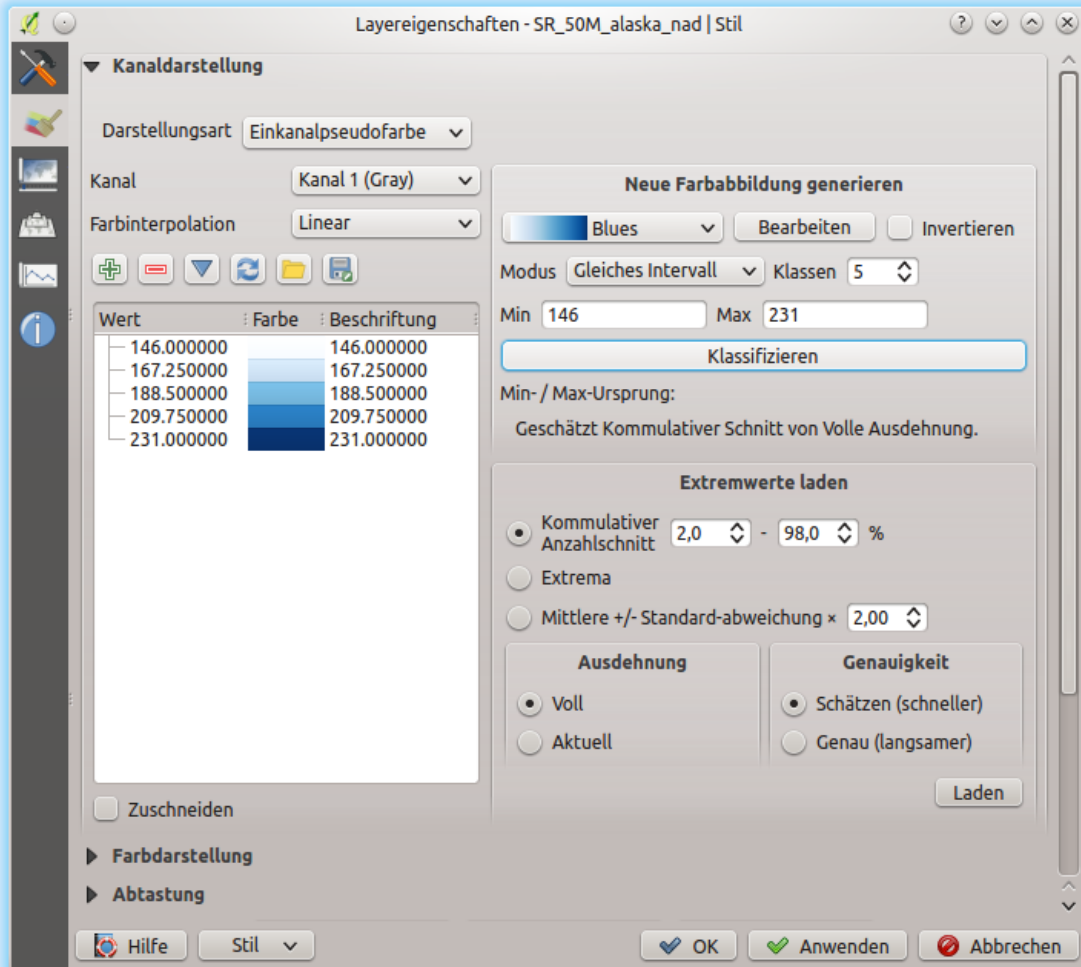 Layereigenschaften - SR_50M_alaska_nad | Stil
Kanaldarstellung
Darstellungsart Einkanalpseudofarbe
Kanal Kanal 1 (Gray)
Farbinterpolation Linear
Wert Farbe Beschriftung
146.000000 146.000000
167.250000 167.250000
188.500000 188.500000
209.750000 209.750000
231.000000 231.000000
Zuschneiden
Neue Farbabbildung generieren
Blues Bearbeiten Invertieren
Modus Gleiches Intervall Klassen 5
Min 146 Max 231
Klassifizieren
Min- / Max-Ursprung:
Geschätzt Kommulativer Schnitt von Volle Ausdehnung.
Extremwerte laden
Kommulativer
Anzahlschnitt 2,0 - 98,0 %
Extrema
Mittlere +/- Standard-abweichung × 2,00
Ausdehnung
Voll
Aktuell
Genauigkeit
Schätzen (schneller)
Genau (langsamer)
Laden
Farbdarstellung
Abtastung
Hilfe Stil OK Anwenden Abbrechen